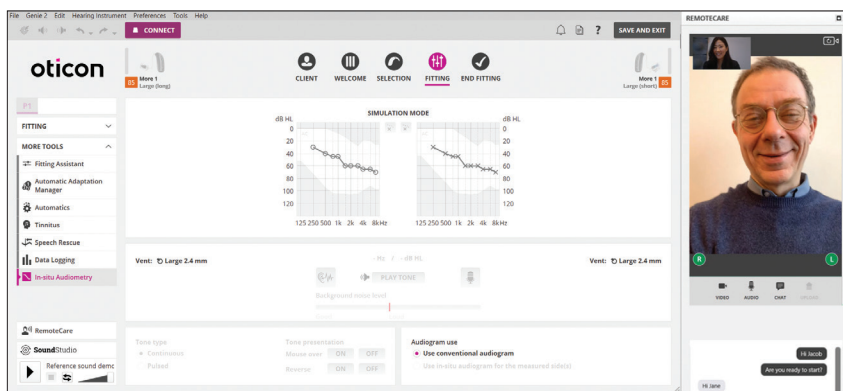 File Genie 2 Edit Hearing Instrument Preferences Tools Help
CONNECT
?
SAVE AND EXIT
REMOTECARE
oticon
85
More 1
Large (long)
CLIENT
WELCOME
SELECTION
FITTING
END FITTING
More 1
Large (short)
85
FITTING
MORE TOOLS
Fitting Assistant
Automatic Adaptation
Manager
Automatics
Tinnitus
Speech Rescue
Data Logging
In-situ Audiometry
RemoteCare
SoundStudio
Reference sound demo
SIMULATION MODE
dB HL
dB HL
0
20
40
60
80
100
120
0
20
40
60
80
100
120
125 250 500 1k 2k 4k 8kHz
125 250 500 1k 2k 4k 8kHz
Vent: Large 2.4 mm
- Hz / - dB HL
Vent: Large 2.4 mm
PLAY TONE
Background noise level
Tone type
Continuous
Pulsed
Tone presentation
Mouse over ON OFF
Reverse ON OFF
Audiogram use
Use conventional audiogram
Use in-situ audiogram for the measured side(s)
R
L
VIDEO
AUDIO
CHAT
Hi Jacob
Are you ready to start?
Hi Jane